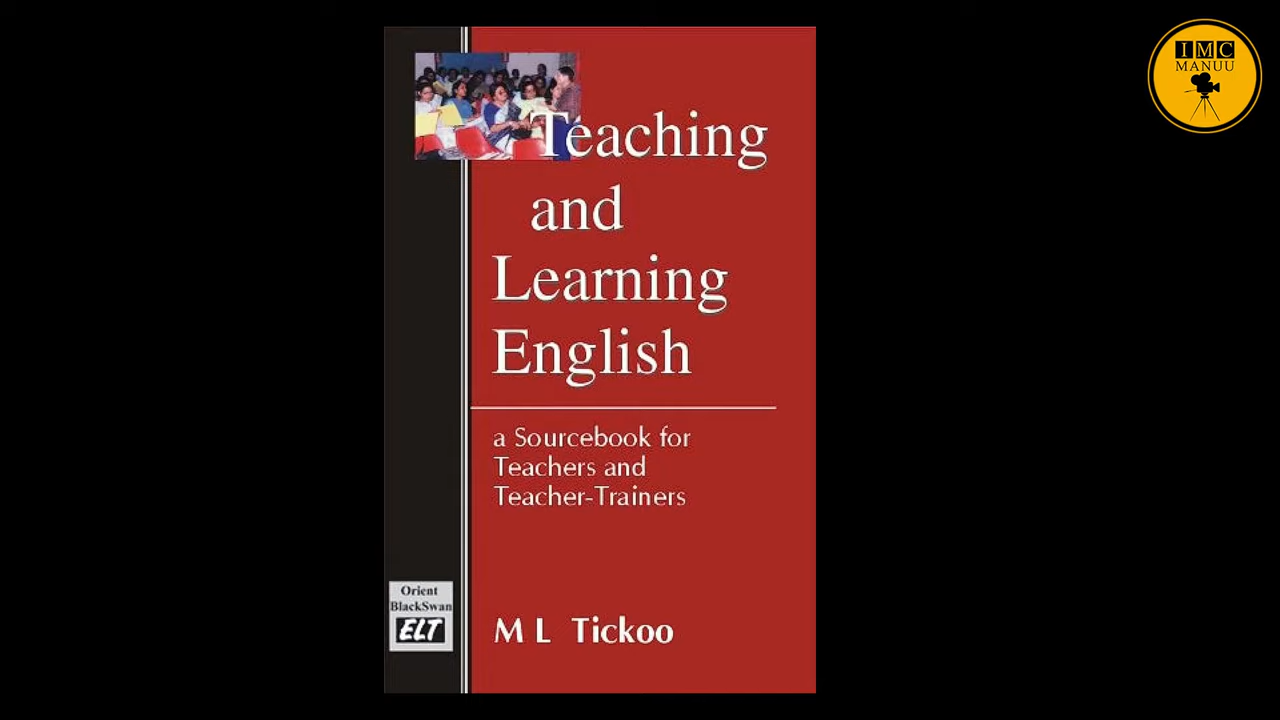 IMC
MANUU
Teaching
and
Learning
English
a Sourcebook for
Teachers and
Teacher-Trainers
Orient
BlackSwan
ELT
M L Tickoo